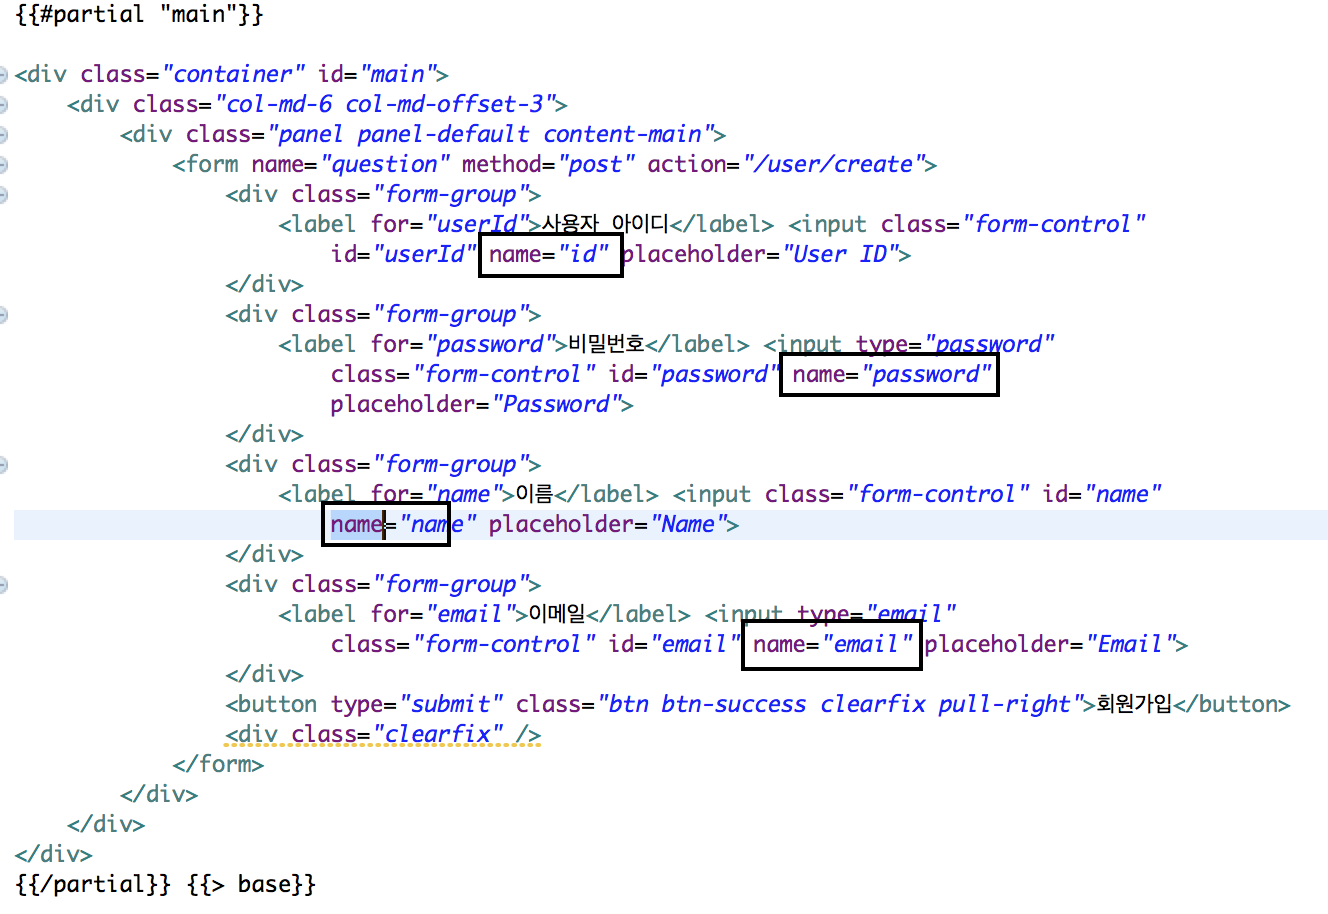 {{#partial "main"}}
<div class="container" id="main">
<div class="col-md-6 col-md-offset-3">
<div class="panel panel-default content-main">
<form name="question" method="post" action="/user/create">
<div class="form-group">
<label for="userId">사용자 아이디</label> <input class="form-control"
id="userId" name="id" placeholder="User ID">
</div>
<div class="form-group">
<label for="password">비밀번호</label> <input type="password"
class="form-control" id="password" name="password"
placeholder="Password">
</div>
<div class="form-group">
<label for="name">이름</label> <input class="form-control" id="name"
name="name" placeholder="Name">
</div>
<div class="form-group">
<label for="email">이메일</label> <input type="email"
class="form-control" id="email" name="email" placeholder="Email">
</div>
<button type="submit" class="btn btn-success clearfix pull-right">회원가입</button>
<div class="clearfix" />
</form>
</div>
</div>
</div>
{{/partial}} {{> base}}